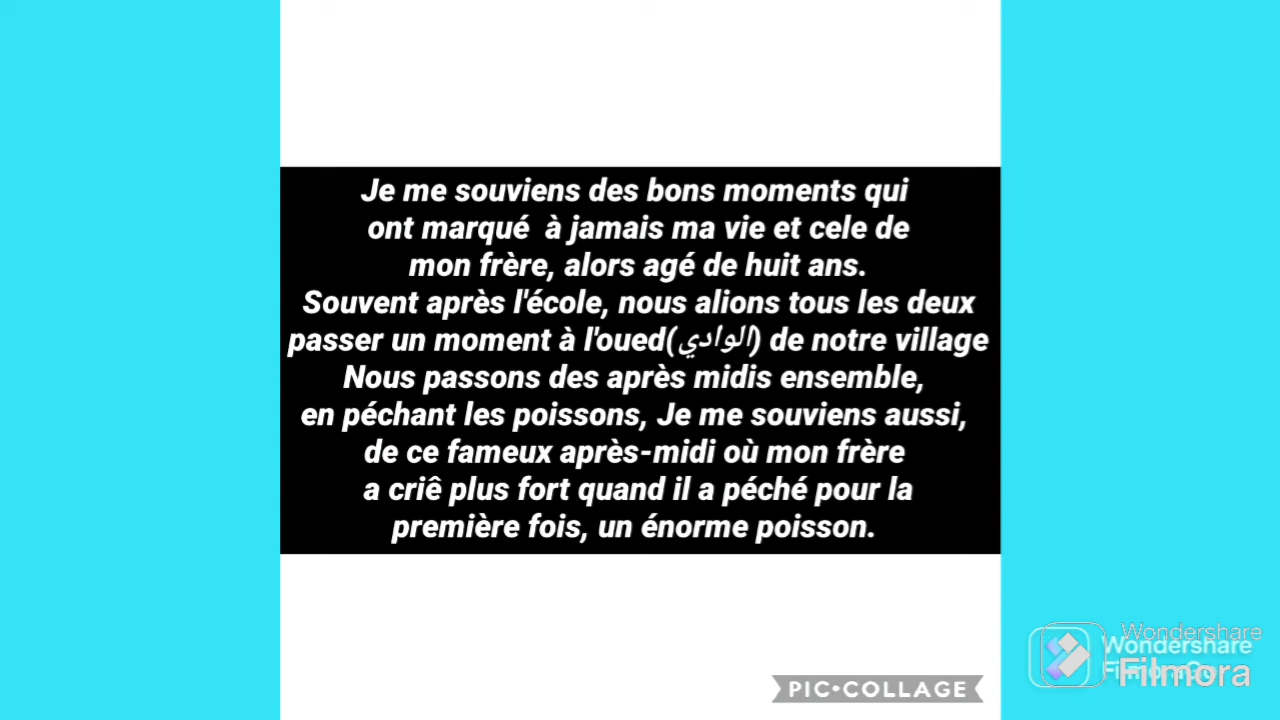 Je me souviens des bons moments qui
ont marqué à jamais ma vie et cele de
mon frère, alors agé de huit ans.
Souvent après l'école, nous alions tous les deux
passer un moment à l'oued(الوادي) de notre village
Nous passons des après midis ensemble,
en péchant les poissons, Je me souviens aussi,
de ce fameux après-midi où mon frère
a criê plus fort quand il a péché pour la
première fois, un énorme poisson.
PIC•COLLAGE
Wondershare
Wondershare
Filmora